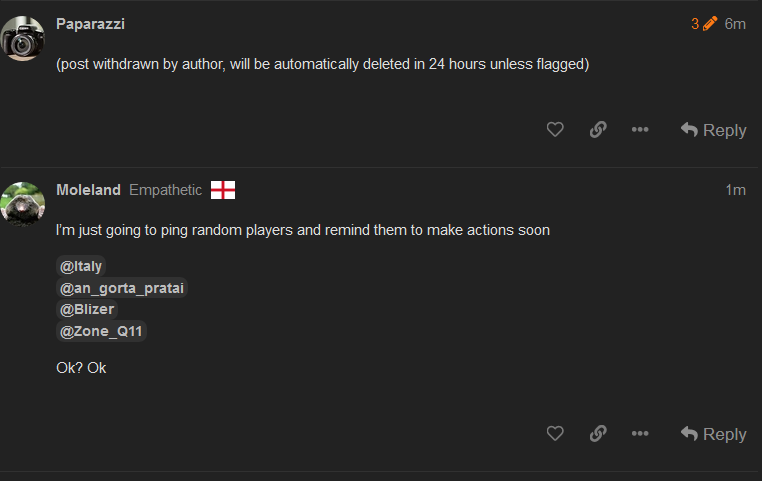 Paparazzi 3 6m
(post withdrawn by author, will be automatically deleted in 24 hours unless flagged)
Reply
Moleland Empathetic 1m
I'm just going to ping random players and remind them to make actions soon
@Italy
@an_gorta_pratai
@Blizer
@Zone_Q11
Ok? Ok
Reply